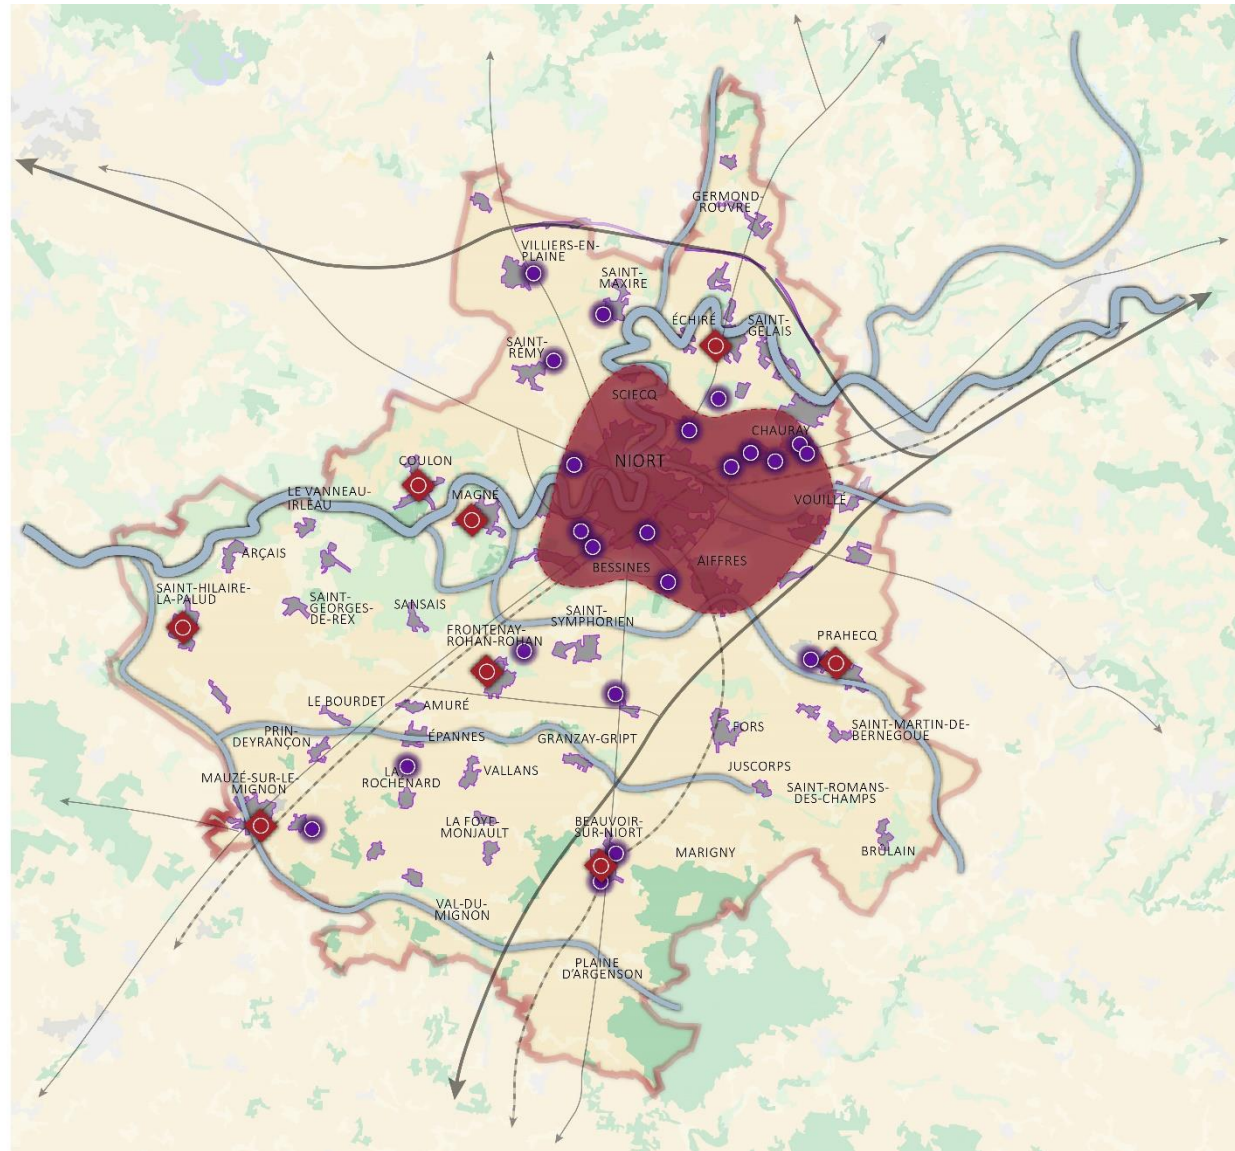 GERMOND-
ROUVRE
VILLIERS-EN-
PLAINE
SAINT-
MAXIRE
ÉCHIRÉ
SAINT-
GELAIS
SAINT-
RÉMY
SCIECQ
CHAURAY
NIORT
COULON
MAGNÉ
LE VANNEAU-
IRLEAU
VOUILLÉ
ARÇAIS
BESSINES
AIFFRES
SAINT-HILAIRE-
LA-PALUD
SAINT-
GEORGES-
DE-REX
SANSAIS
SAINT-
SYMPHORIEN
FRONTENAY-
ROHAN-ROHAN
PRAHECQ
LE BOURDET
AMURÉ
PRIN-
DEYRANÇON
ÉPANNES
GRANZAY-GRIPT
FORS
SAINT-MARTIN-DE-
BERNEGOUE
MAUZÉ-SUR-LE-
MIGNON
LA
ROCHENARD
VALLANS
JUSCORPS
SAINT-ROMANS-
DES-CHAMPS
LA FOYE-
MONJAULT
BEAUVOIR-
SUR-NIORT
MARIGNY
BRÛLAIN
VAL-DU-
MIGNON
PLAINE
D'ARGENSON